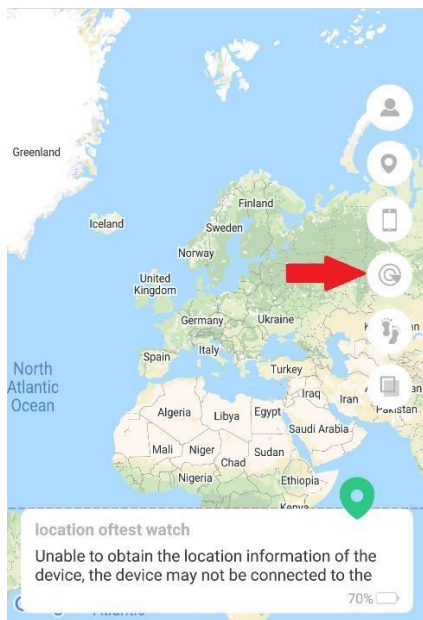 Greenland
Iceland
Finland
Sweden
Norway
United
Kingdom
Germany
Ukraine
Spain
Italy
Turkey
North
Atlantic
Ocean
Iraq
Iran
Pakistan
Algeria
Libya
Egypt
Saudi Arabia
Mali
Niger
Chad
Sudan
Nigeria
Ethiopia
Kenya
location oftest watch
Unable to obtain the location information of the
device, the device may not be connected to the
70%